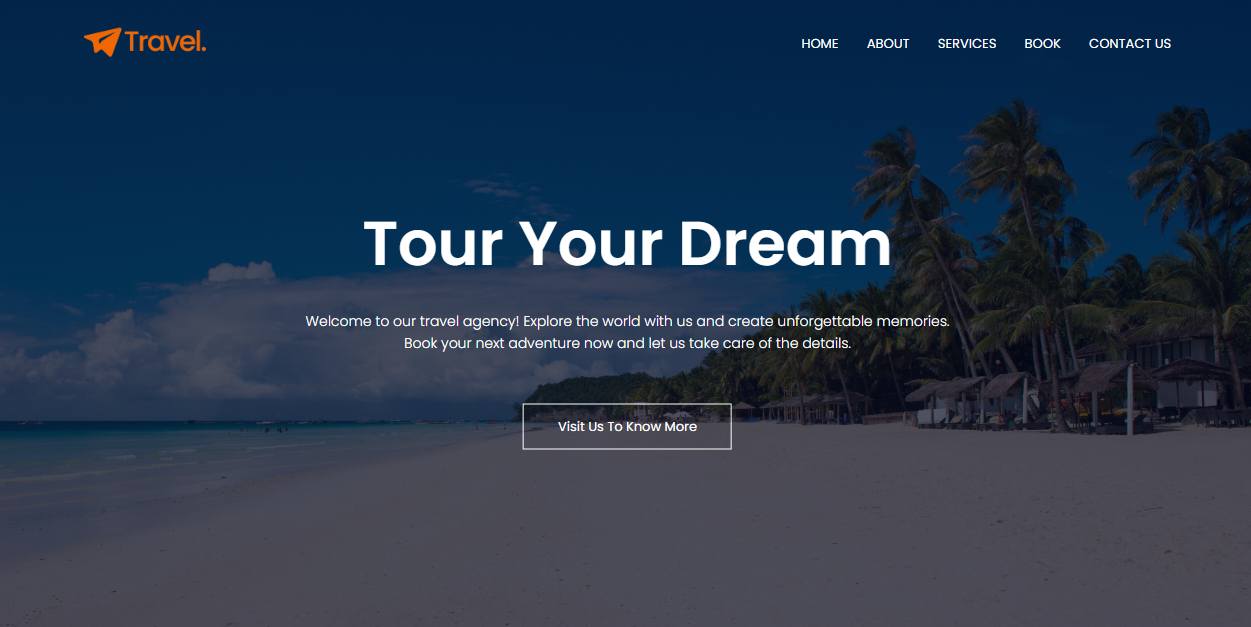 Travel.
HOME
ABOUT
SERVICES
BOOK
CONTACT US
Tour Your Dream
Welcome to our travel agency! Explore the world with us and create unforgettable memories.
Book your next adventure now and let us take care of the details.
Visit Us To Know More